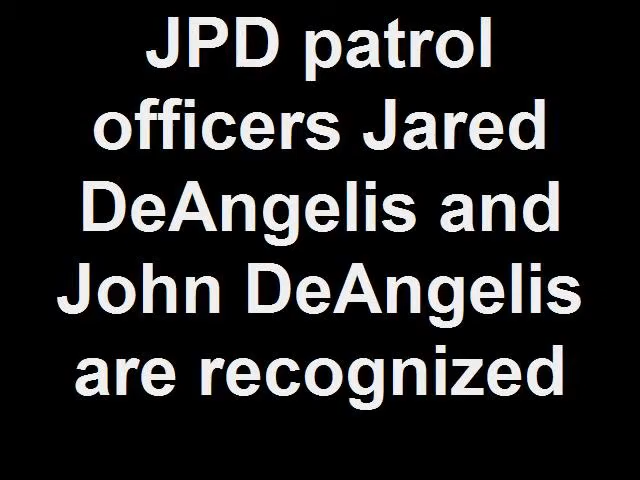 JPD patrol
officers Jared
DeAngelis and
John DeAngelis
are recognized